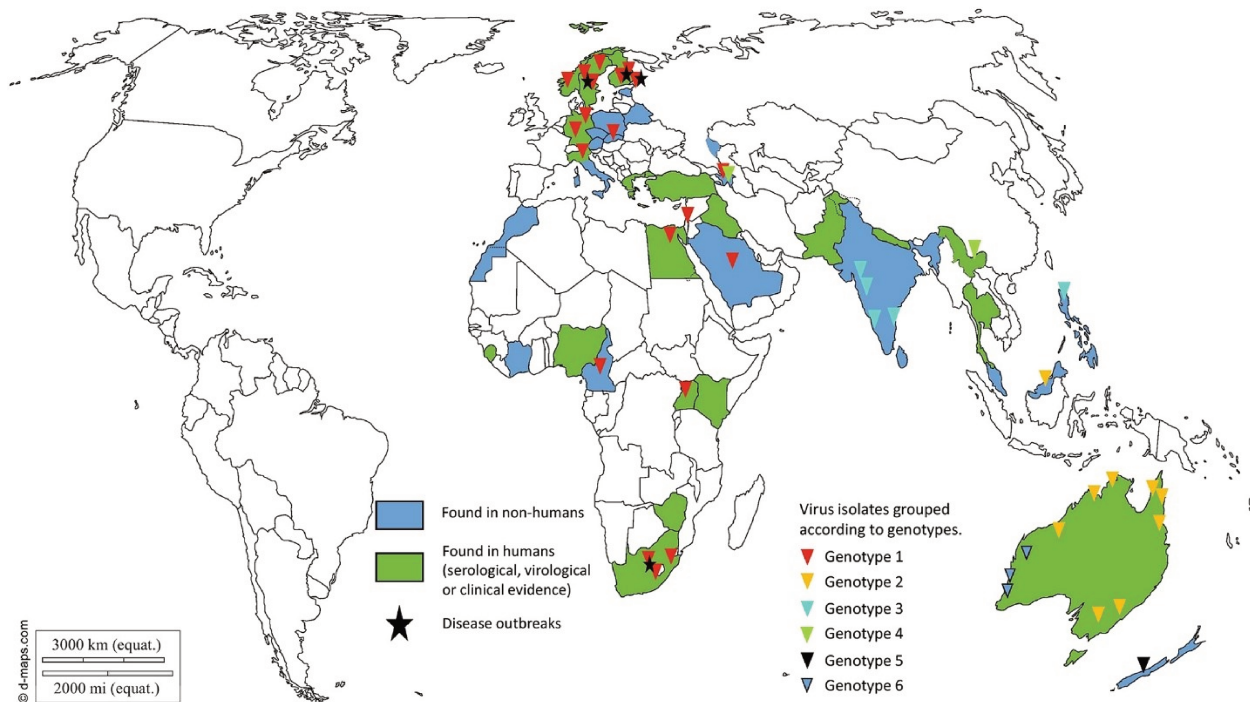 Found in non-humans
Found in humans
(serological, virological
or clinical evidence)
Disease outbreaks
Virus isolates grouped
according to genotypes.
Genotype 1
Genotype 2
Genotype 3
Genotype 4
Genotype 5
Genotype 6
3000 km (equat.)
2000 mi (equat.)
© d-maps.com